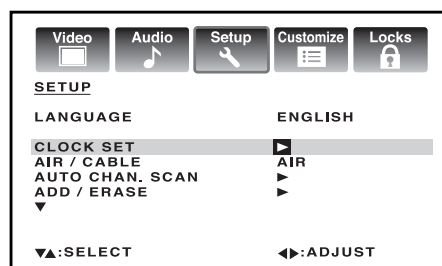 Video Audio Setup Customize Locks
SETUP
LANGUAGE ENGLISH
CLOCK SET ►
AIR / CABLE AIR
AUTO CHAN. SCAN ►
ADD / ERASE ►
▼
▼▲:SELECT ◀▶:ADJUST